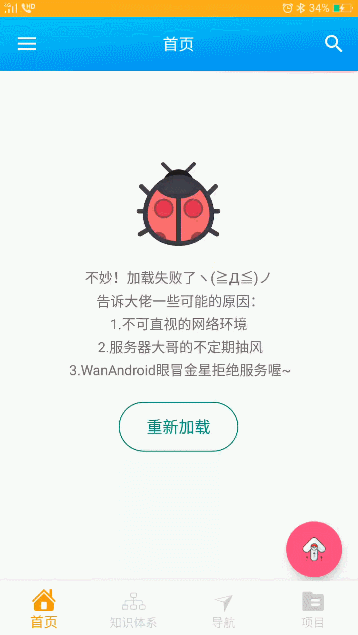 34%
首页
不妙！加载失败了ヽ(≧Д≦)ノ
告诉大佬一些可能的原因：
1.不可直视的网络环境
2.服务器大哥的不定期抽风
3.WanAndroid眼冒金星拒绝服务喔~
重新加载
首页
知识体系
导航
项目